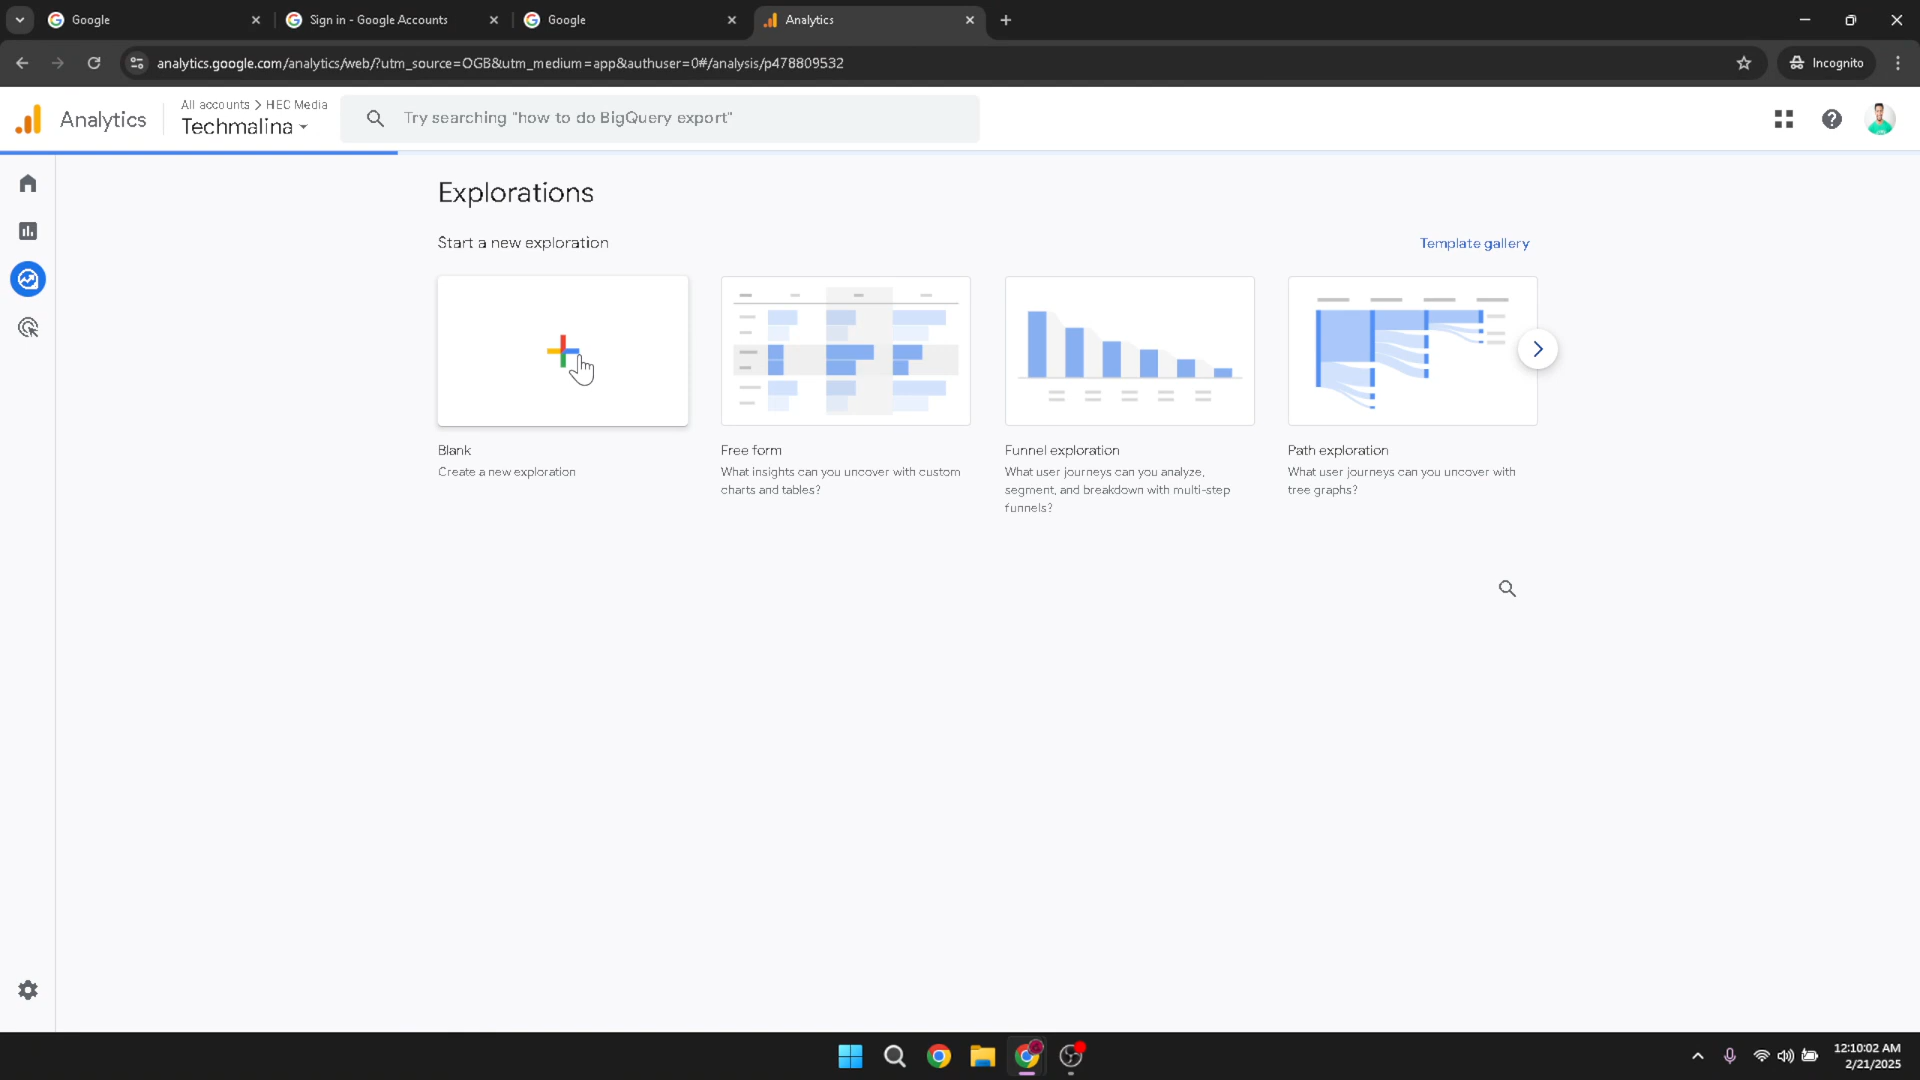 Google
Sign in - Google Accounts
Google
Analytics
analytics.google.com/analytics/web/?utm_source=OGB&utm_medium=app&authuser=0#/analysis/p478809532
Incognito
Analytics
All accounts > HEC Media
Techmalina
Try searching "how to do BigQuery export"
Explorations
Start a new exploration
Template gallery
Blank
Create a new exploration
Free form
What insights can you uncover with custom
charts and tables?
Funnel exploration
What user journeys can you analyze,
segment, and breakdown with multi-step
funnels?
Path exploration
What user journeys can you uncover with
tree graphs?
12:10:02 AM
2/21/2025